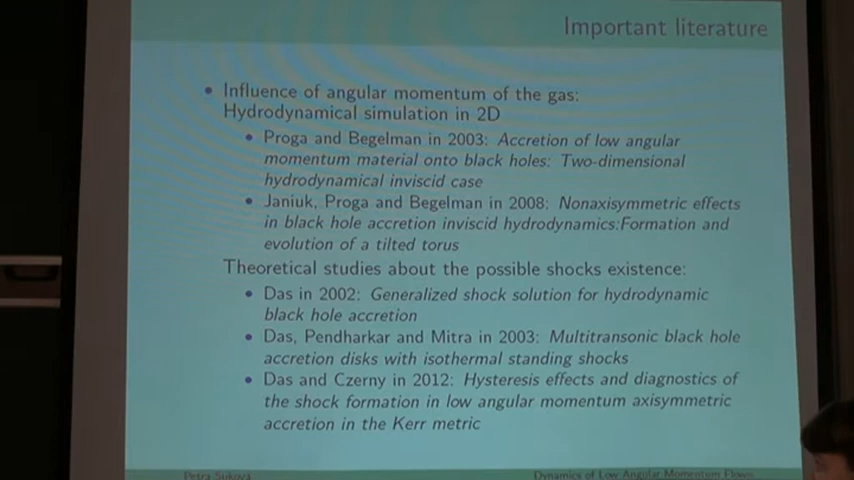 Important literature
• Influence of angular momentum of the gas:
Hydrodynamical simulation in 2D
• Proga and Begelman in 2003: Accretion of low angular
momentum material onto black holes: Two-dimensional
hydrodynamical inviscid case
• Janiuk, Proga and Begelman in 2008: Nonaxisymmetric effects
in black hole accretion inviscid hydrodynamics:Formation and
evolution of a tilted torus
Theoretical studies about the possible shocks existence:
• Das in 2002: Generalized shock solution for hydrodynamic
black hole accretion
• Das, Pendharkar and Mitra in 2003: Multitransonic black hole
accretion disks with isothermal standing shocks
• Das and Czerny in 2012: Hysteresis effects and diagnostics of
the shock formation in low angular momentum axisymmetric
accretion in the Kerr metric
Petra Suková
Dynamics of Low Angular Momentum Flows